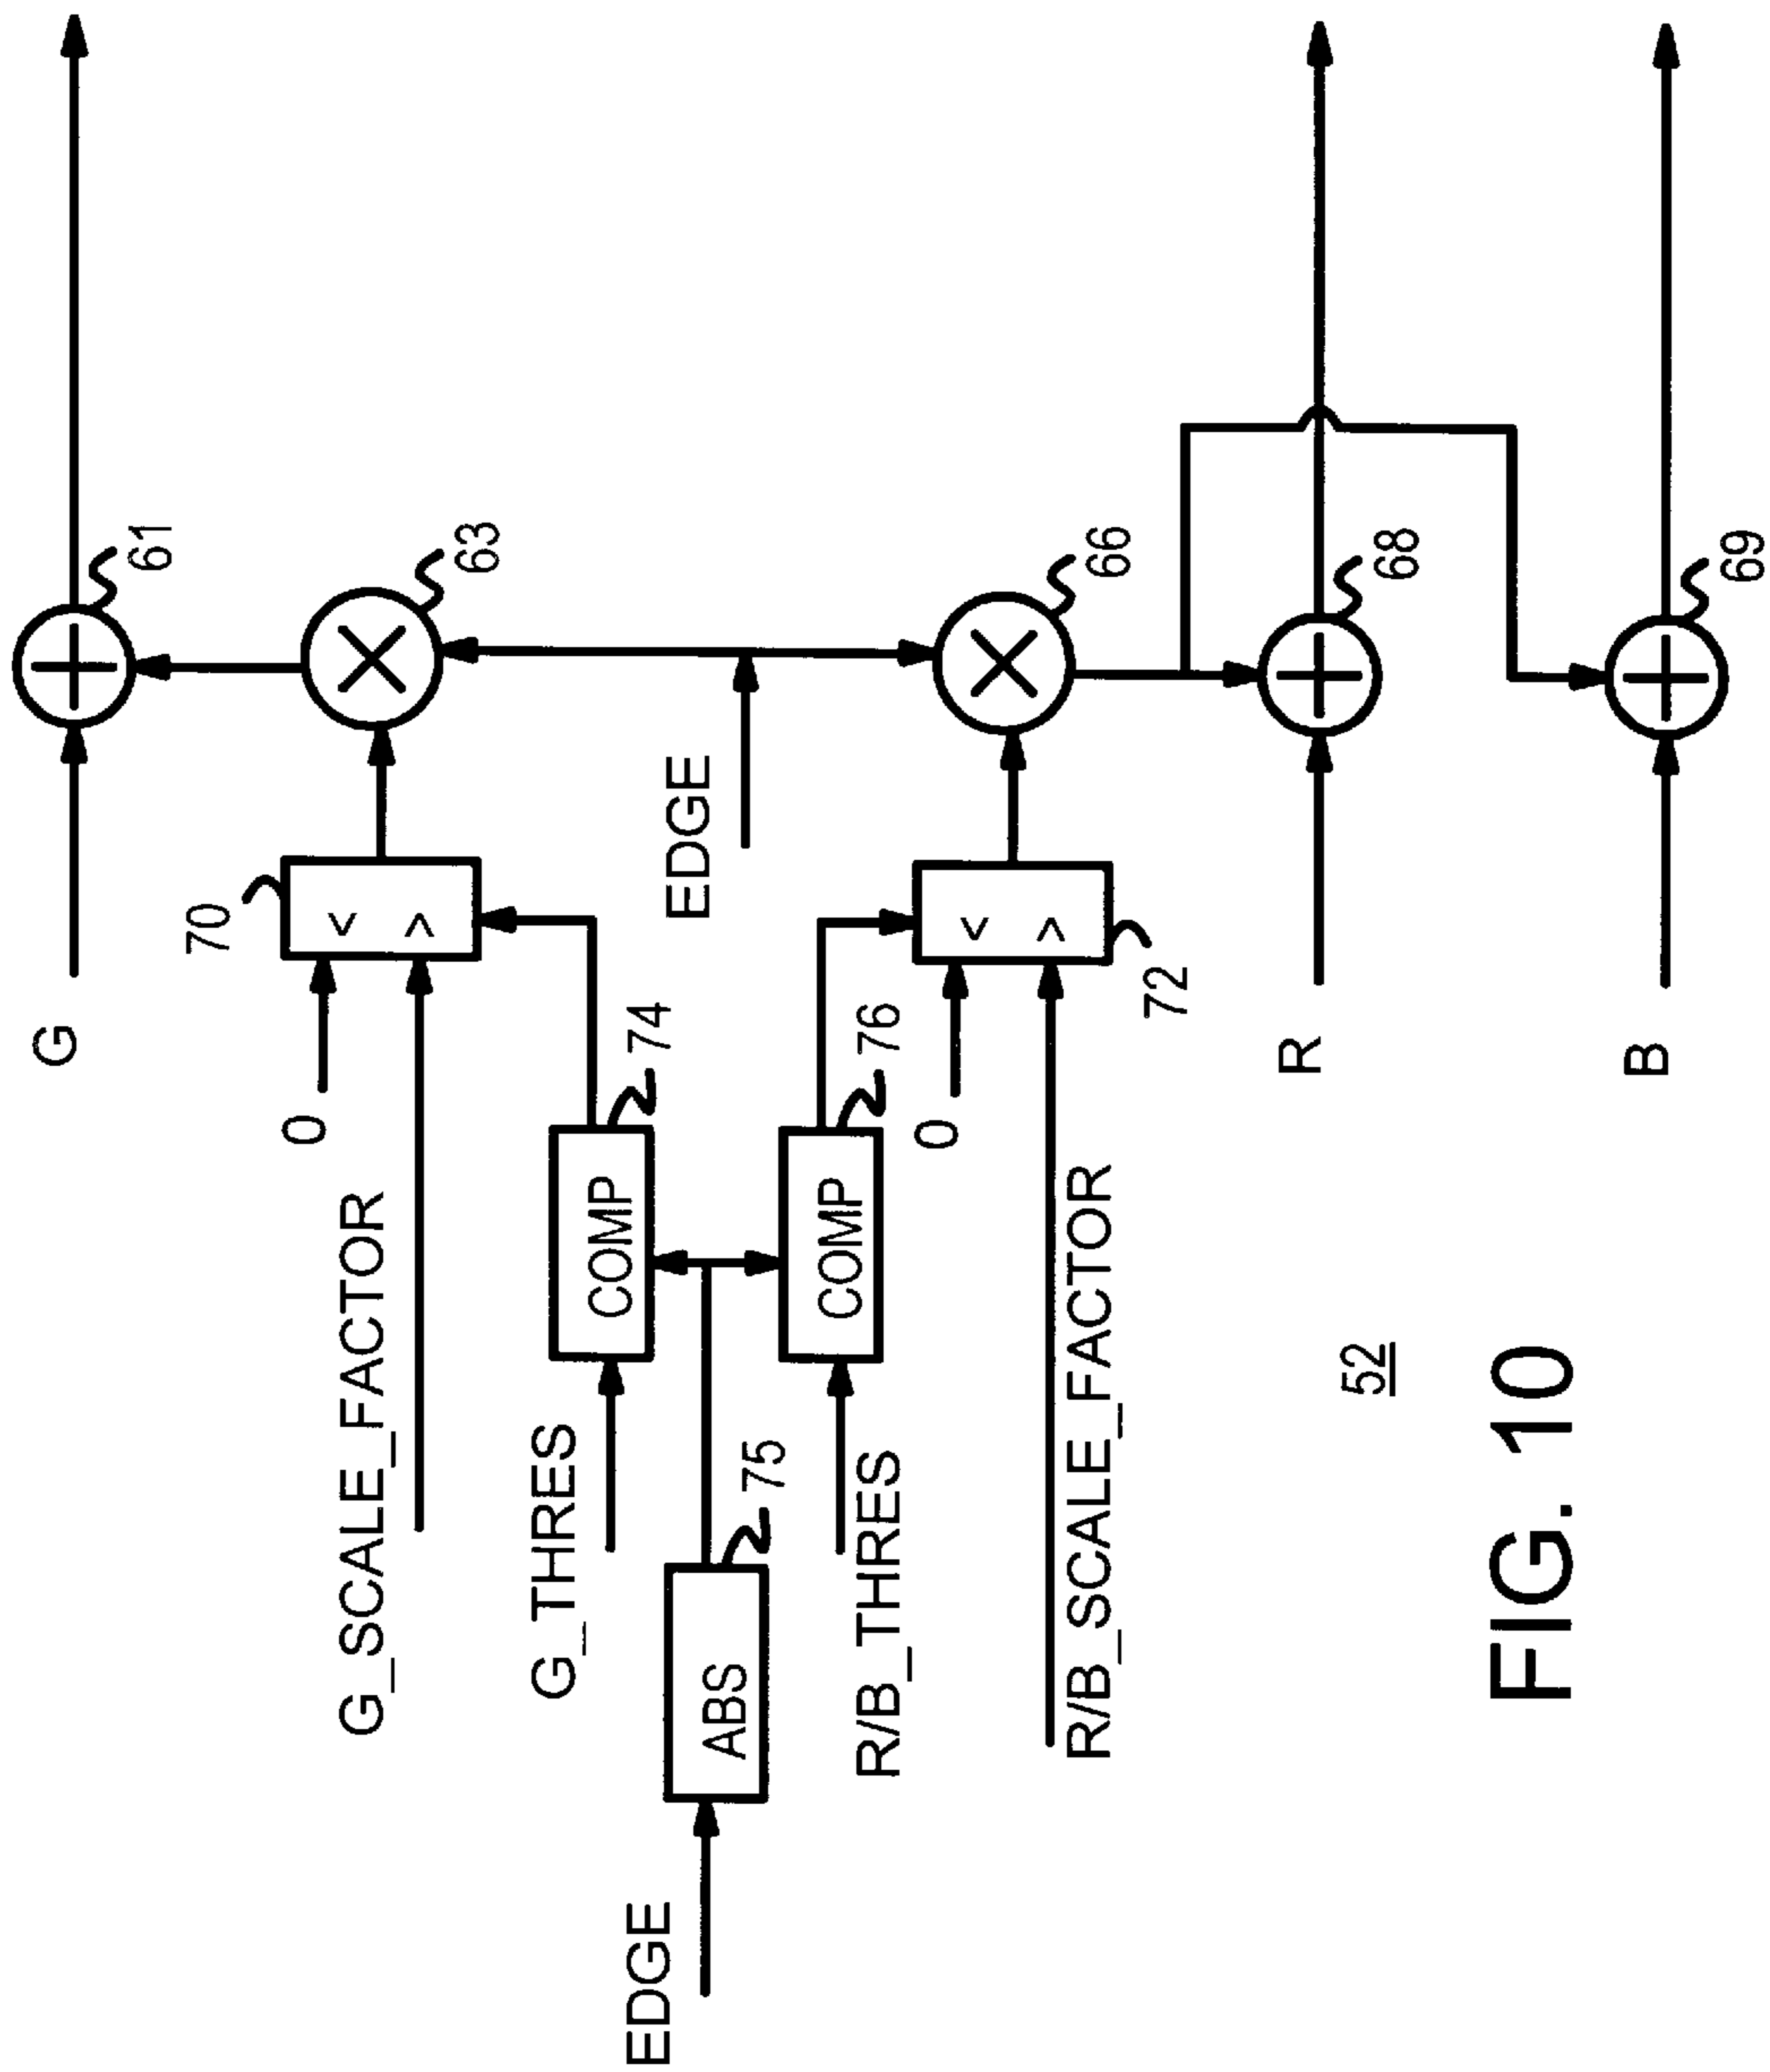 G
61
70
0
<
G_SCALE_FACTOR
>
63
G_THRES
COMP
74
EDGE
ABS
75
EDGE
R/B_THRES
COMP
76
0
<
R/B_SCALE_FACTOR
>
66
72
R
68
52
B
69
FIG. 10